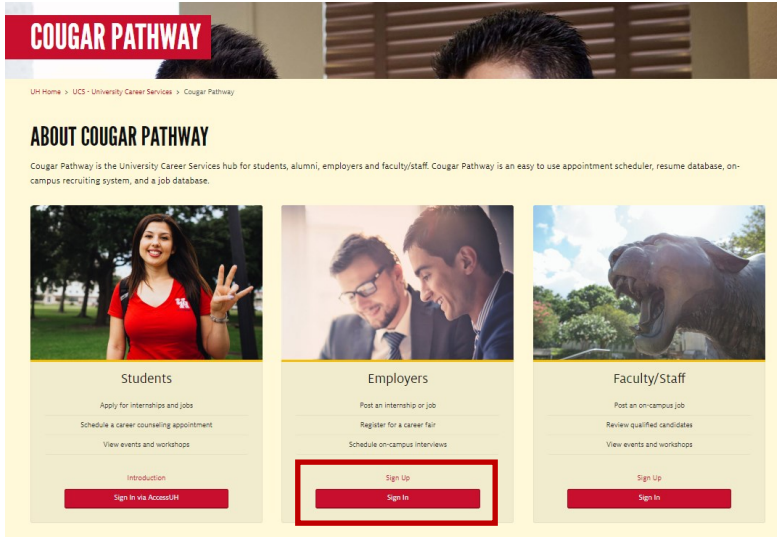 COUGAR PATHWAY
UH Home > UCS - University Career Services > Cougar Pathway
ABOUT COUGAR PATHWAY
Cougar Pathway is the University Career Services hub for students, alumni, employers and faculty/staff. Cougar Pathway is an easy to use appointment scheduler, resume database, on-
campus recruiting system, and a job database.
Students
Apply for internships and jobs
Schedule a career counseling appointment
View events and workshops
Introduction
Sign In via AccessUH
Employers
Post an internship or job
Register for a career fair
Schedule on-campus interviews
Sign Up
Sign In
Faculty/Staff
Post an on-campus job
Review qualified candidates
View events and workshops
Sign Up
Sign In